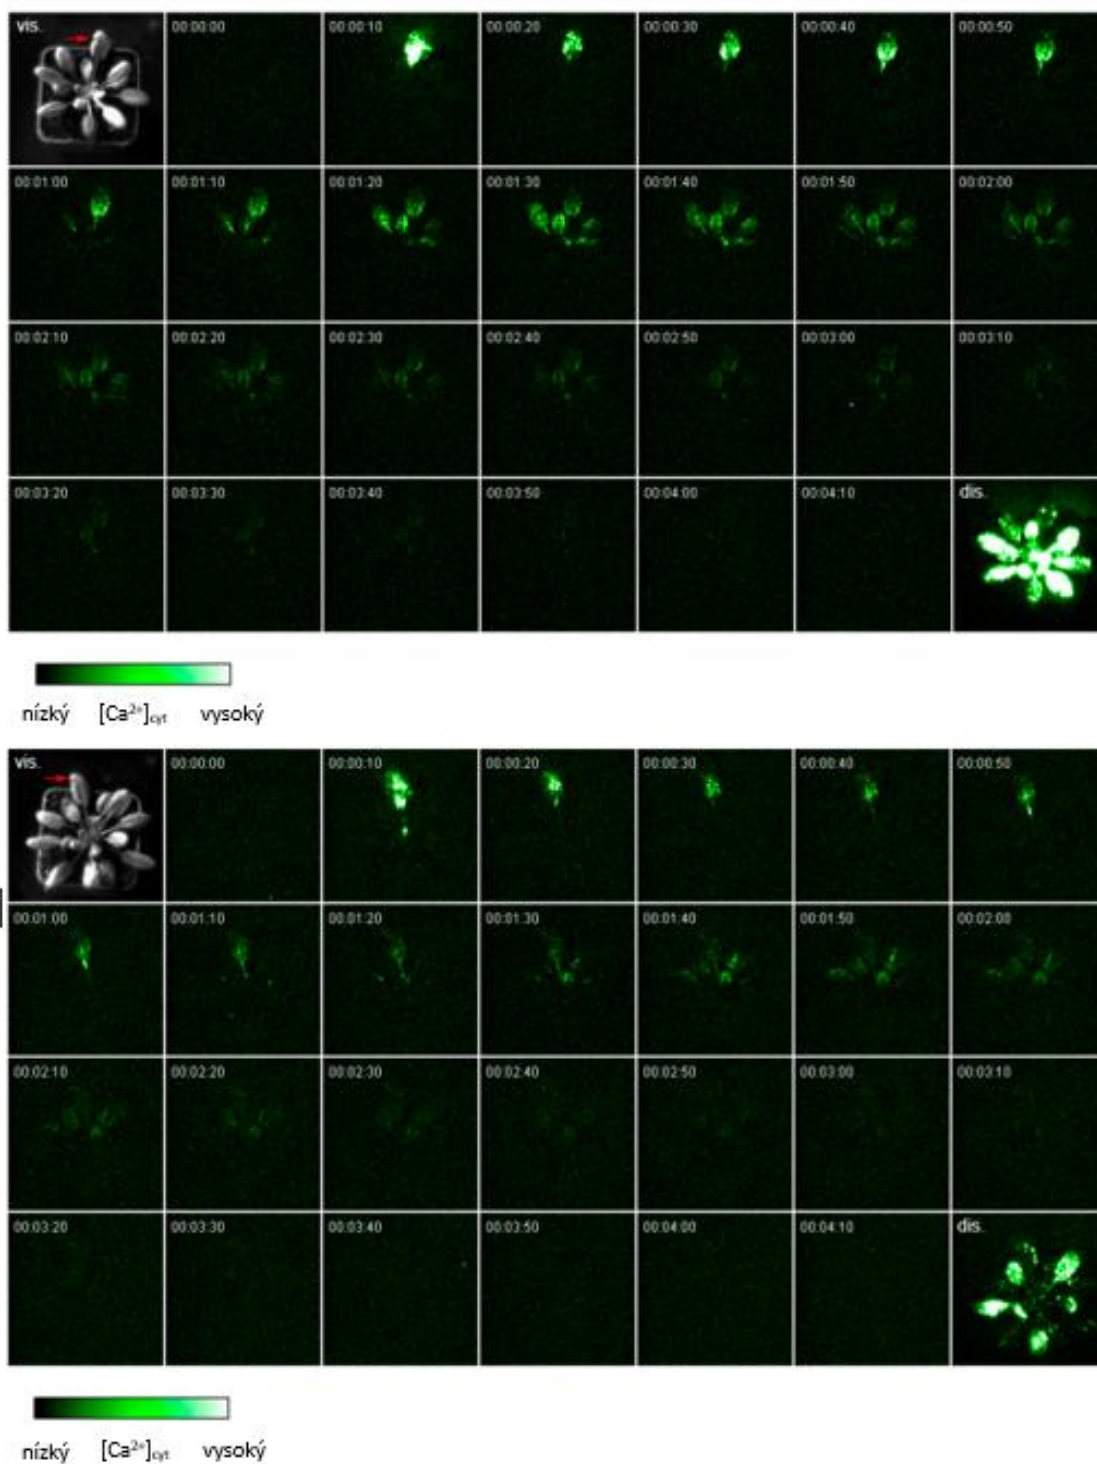 vis. 00:00:00 00:00:10 00:00:20 00:00:30 00:00:40 00:00:50
00:01:00 00:01:10 00:01:20 00:01:30 00:01:40 00:01:50 00:02:00
00:02:10 00:02:20 00:02:30 00:02:40 00:02:50 00:03:00 00:03:10
00:03:20 00:03:30 00:03:40 00:03:50 00:04:00 00:04:10 dis.
nízký [Ca²⁺]cyt vysoký
vis. 00:00:00 00:00:10 00:00:20 00:00:30 00:00:40 00:00:50
00:01:00 00:01:10 00:01:20 00:01:30 00:01:40 00:01:50 00:02:00
00:02:10 00:02:20 00:02:30 00:02:40 00:02:50 00:03:00 00:03:10
00:03:20 00:03:30 00:03:40 00:03:50 00:04:00 00:04:10 dis.
nízký [Ca²⁺]cyt vysoký